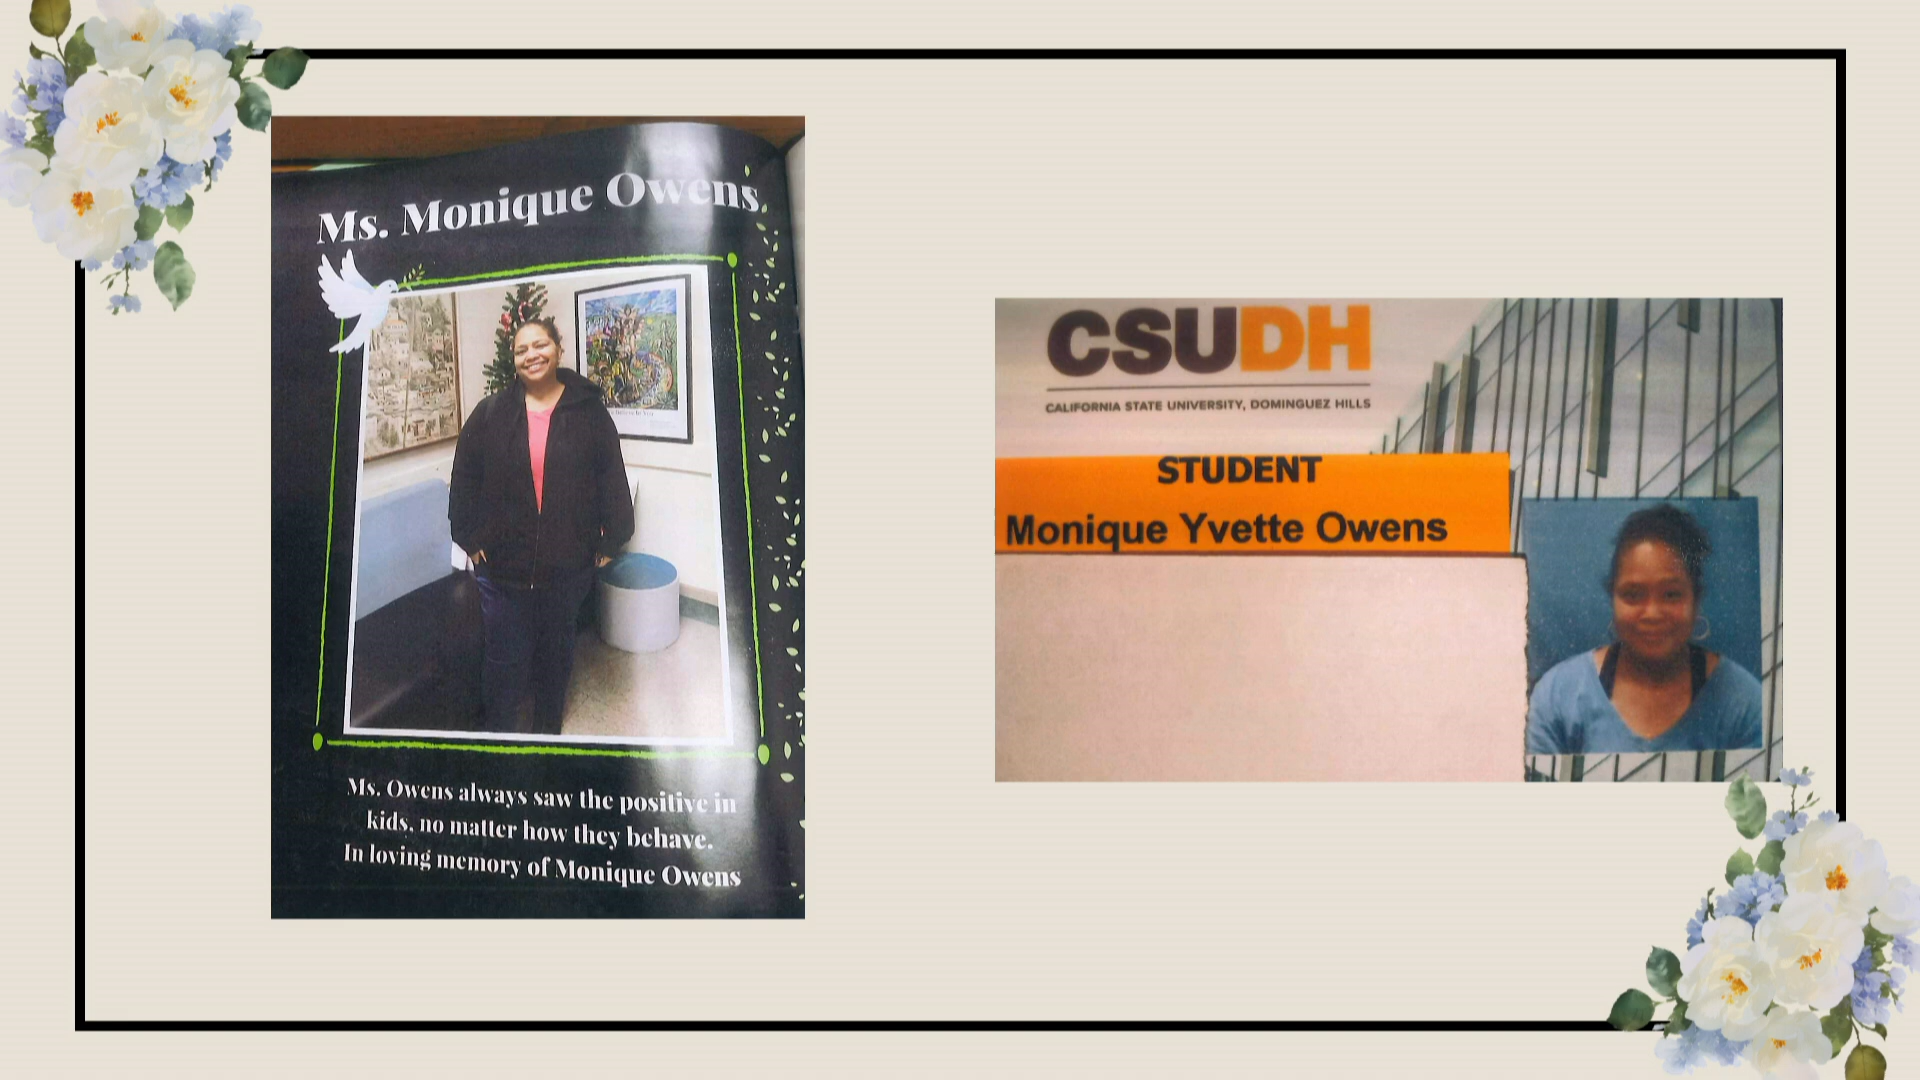 Ms. Monique Owens
Ms. Owens always saw the positive in
kids, no matter how they behave.
In loving memory of Monique Owens
CSUDH
CALIFORNIA STATE UNIVERSITY, DOMINGUEZ HILLS
STUDENT
Monique Yvette Owens